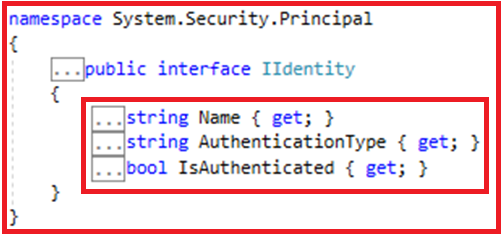 namespace System.Security.Principal
{
...public interface IIdentity
{
...string Name { get; }
...string AuthenticationType { get; }
...bool IsAuthenticated { get; }
}
}